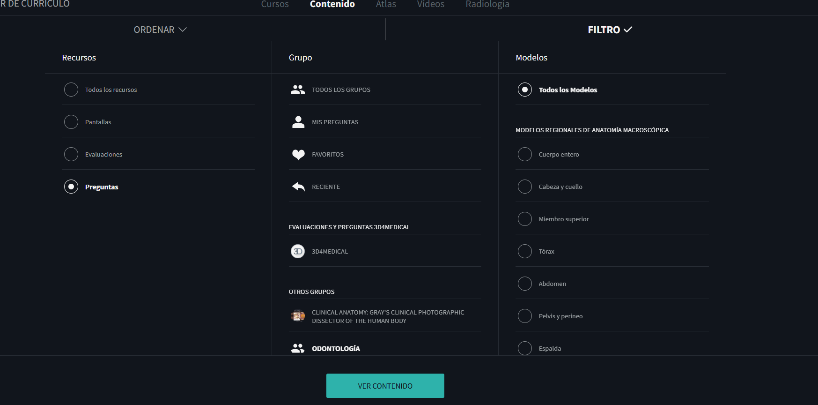 R DE CURRÍCULO
Cursos Contenido Atlas Videos Radiología
ORDENAR
FILTRO
Recursos
Todos los recursos
Pantallas
Evaluaciones
Preguntas
Grupo
TODOS LOS GRUPOS
MIS PREGUNTAS
FAVORITOS
RECIENTE
EVALUACIONES Y PREGUNTAS 3D4MEDICAL
3D
3D4MEDICAL
OTROS GRUPOS
CLINICAL ANATOMY: GRAY'S CLINICAL PHOTOGRAPHIC
DISSECTOR OF THE HUMAN BODY
ODONTOLOGÍA
Modelos
Todos los Modelos
MODELOS REGIONALES DE ANATOMÍA MACROSCÓPICA
Cuerpo entero
Cabeza y cuello
Miembro superior
Tórax
Abdomen
Pelvis y perineo
Espalda
VER CONTENIDO